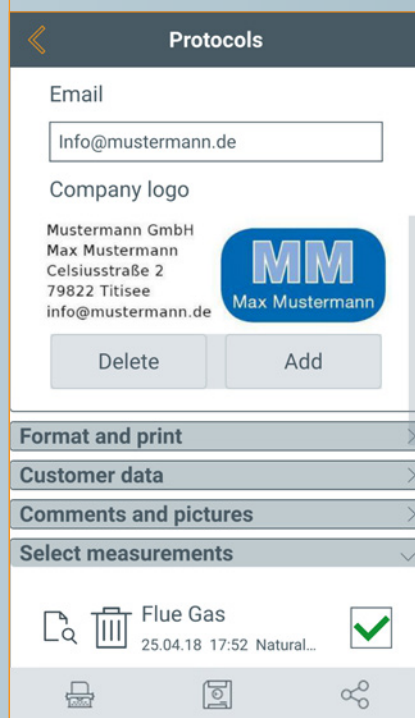 Protocols
Email
Info@mustermann.de
Company logo
Mustermann GmbH
Max Mustermann
Celsiusstraße 2
79822 Titisee
info@mustermann.de
MM
Max Mustermann
Delete Add
Format and print
Customer data
Comments and pictures
Select measurements
Flue Gas
25.04.18 17:52 Natural...